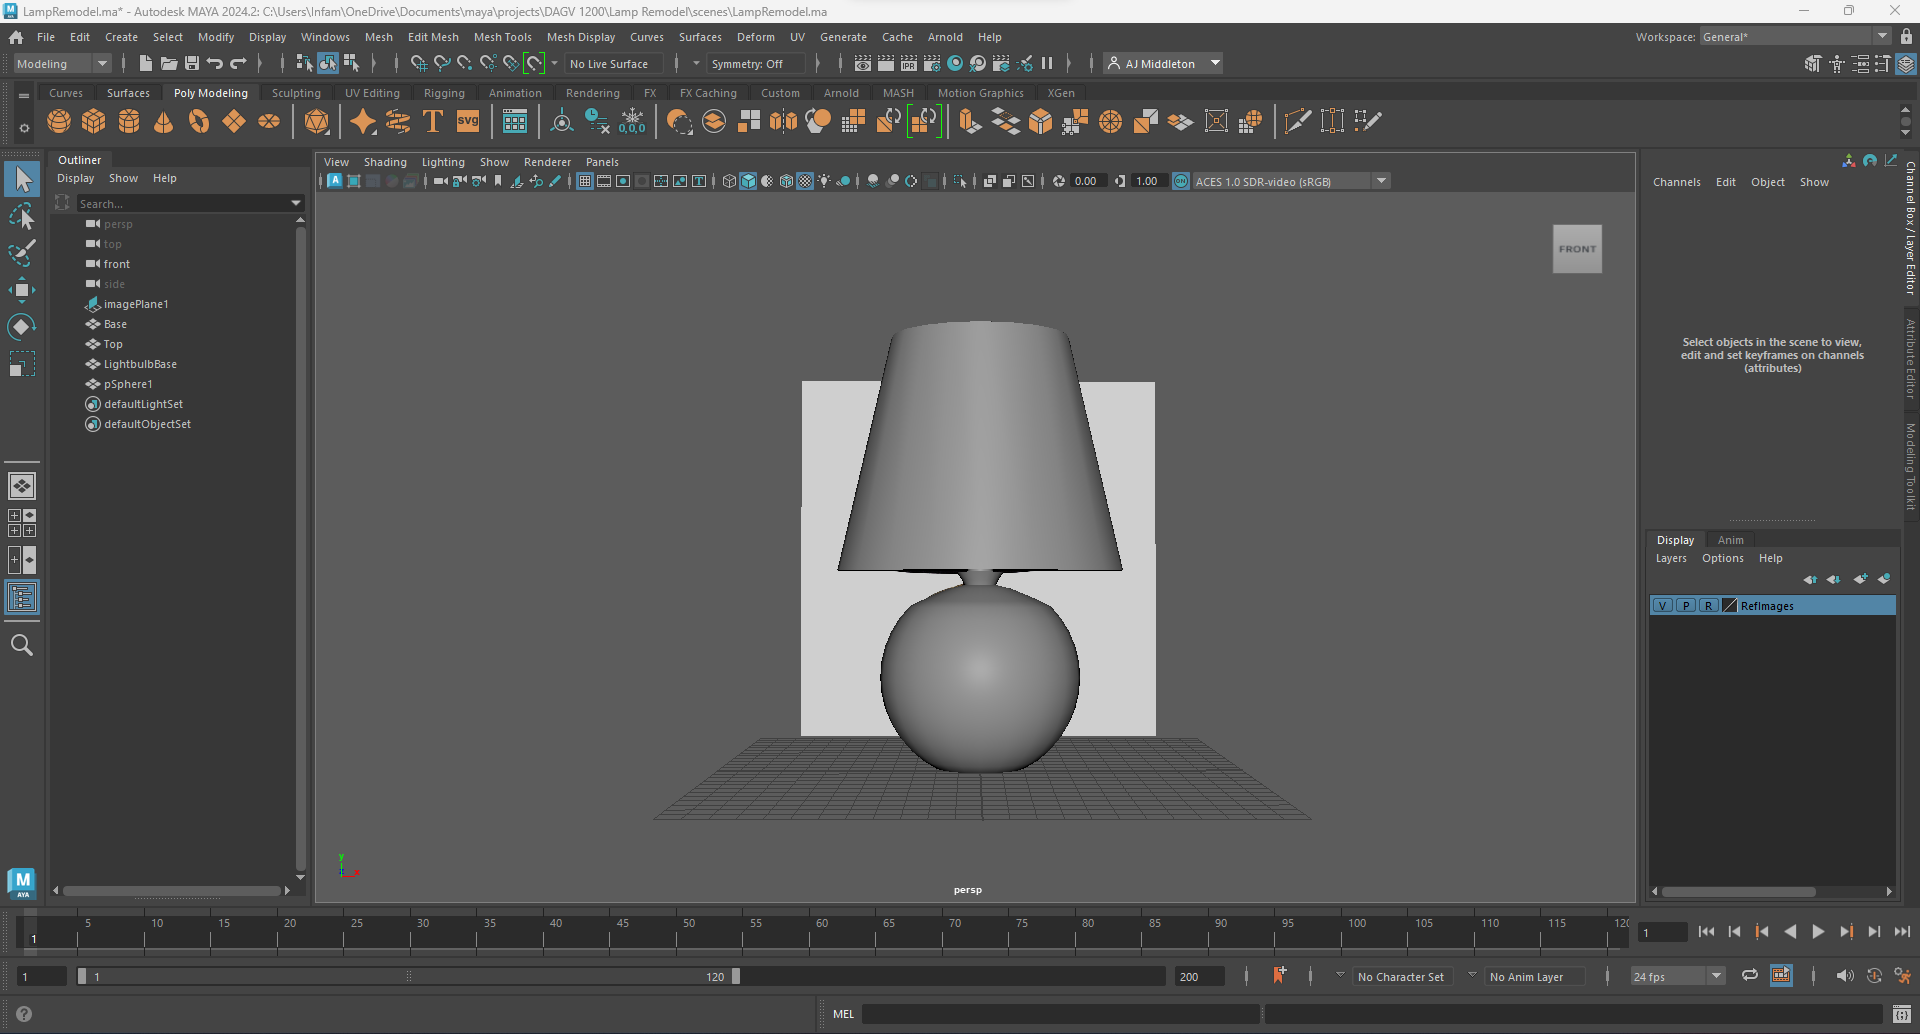 LampRemodel.ma* - Autodesk MAYA 2024.2: C:\Users\Infam\OneDrive\Documents\maya\projects\DAGV 1200\Lamp Remodel\scenes\LampRemodel.ma
File Edit Create Select Modify Display Windows Mesh Edit Mesh Mesh Tools Mesh Display Curves Surfaces Deform UV Generate Cache Arnold Help
Workspace: General*
Modeling
No Live Surface
Symmetry: Off
IPR
AJ Middleton
Curves Surfaces Poly Modeling Sculpting UV Editing Rigging Animation Rendering FX FX Caching Custom Arnold MASH Motion Graphics XGen
T
svg
0,0,0
Outliner
Display Show Help
Search...
persp
top
front
side
imagePlane1
Base
Top
LightbulbBase
pSphere1
defaultLightSet
defaultObjectSet
View Shading Lighting Show Renderer Panels
0.00
1.00
ON
ACES 1.0 SDR-video (sRGB)
FRONT
y
persp
Channels Edit Object Show
Select objects in the scene to view,
edit and set keyframes on channels
(attributes)
Channel Box / Layer Editor
Attribute Editor
Modeling Toolkit
Display Anim
Layers Options Help
V P R RefImages
M
AYA
5 10 15 20 25 30 35 40 45 50 55 60 65 70 75 80 85 90 95 100 105 110 115 120
1
1
1
1
120
200
No Character Set
No Anim Layer
24 fps
MEL